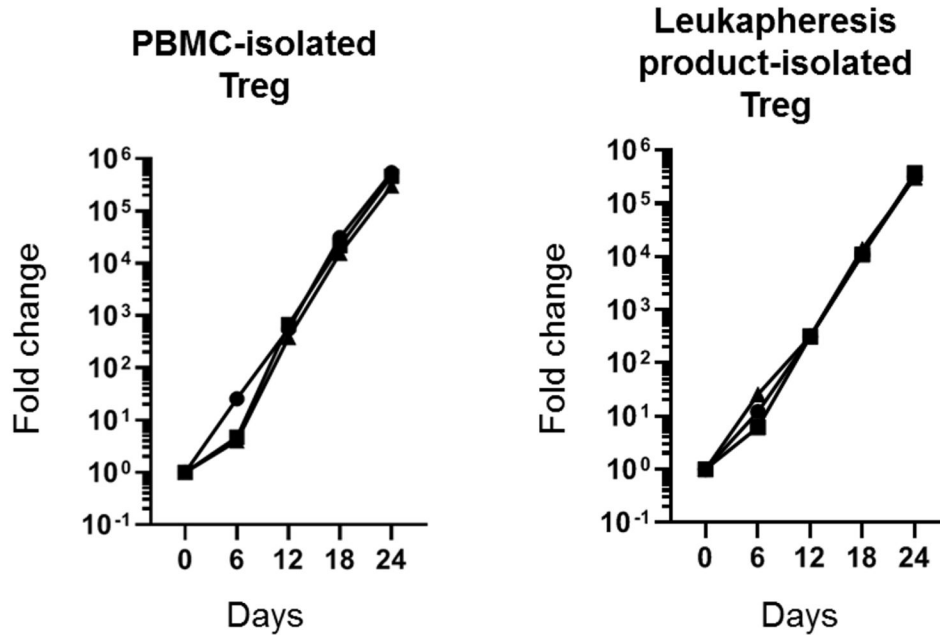 PBMC-isolated
Treg
Fold change
10⁶
10⁵
10⁴
10³
10²
10¹
10⁰
10⁻¹
0 6 12 18 24
Days
Leukapheresis
product-isolated
Treg
Fold change
10⁶
10⁵
10⁴
10³
10²
10¹
10⁰
10⁻¹
0 6 12 18 24
Days